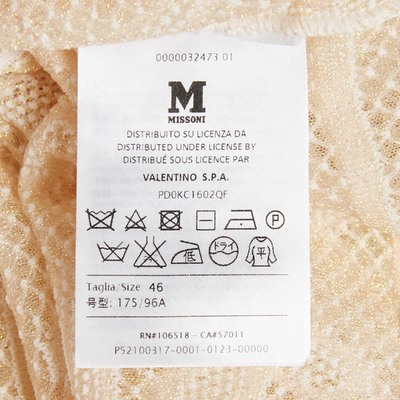 0000032473 01
M
MISSONI
DISTRIBUITO SU LICENZA DA
DISTRIBUTED UNDER LICENSE BY
DISTRIBUÉ SOUS LICENCE PAR
VALENTINO S.P.A.
PD0KC1602QF
P
低 ドライ 平
Taglia/Size 46
号型: 175/96A
RN#106518 - CA#57011
P52100317-0001-0123-00000